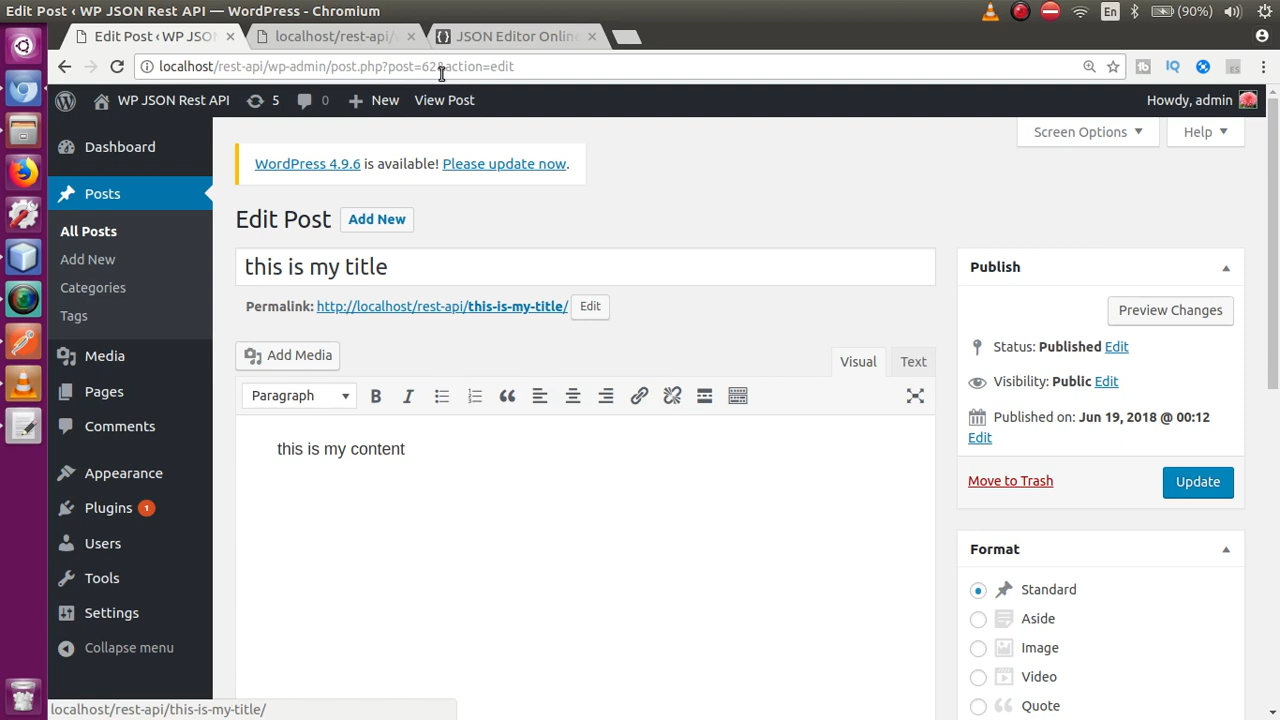 Edit Post ‹ WP JSON Rest API - Chromium
En
(90%)
Edit Post ‹ WP JSON
localhost/rest-api/
JSON Editor Online
localhost/rest-api/wp-admin/post.php?post=62&action=edit
IQ
ES
WP JSON Rest API
5
0
New
View Post
Howdy, admin
Screen Options
Help
Dashboard
Posts
All Posts
Add New
Categories
Tags
Media
Pages
Comments
Appearance
Plugins 1
Users
Tools
Settings
Collapse menu
WordPress 4.9.6 is available! Please update now.
Edit Post
Add New
this is my title
Permalink: http://localhost/rest-api/this-is-my-title/
Edit
Add Media
Visual
Text
Paragraph
B
I
this is my content
Publish
Preview Changes
Status: Published Edit
Visibility: Public Edit
Published on: Jun 19, 2018 @ 00:12
Edit
Move to Trash
Update
Format
Standard
Aside
Image
Video
Quote
localhost/rest-api/this-is-my-title/